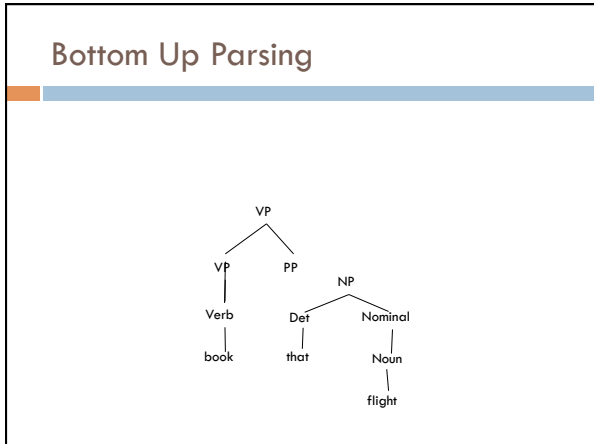 Bottom Up Parsing
VP
VP PP
NP
Verb Det Nominal
book that Noun
flight